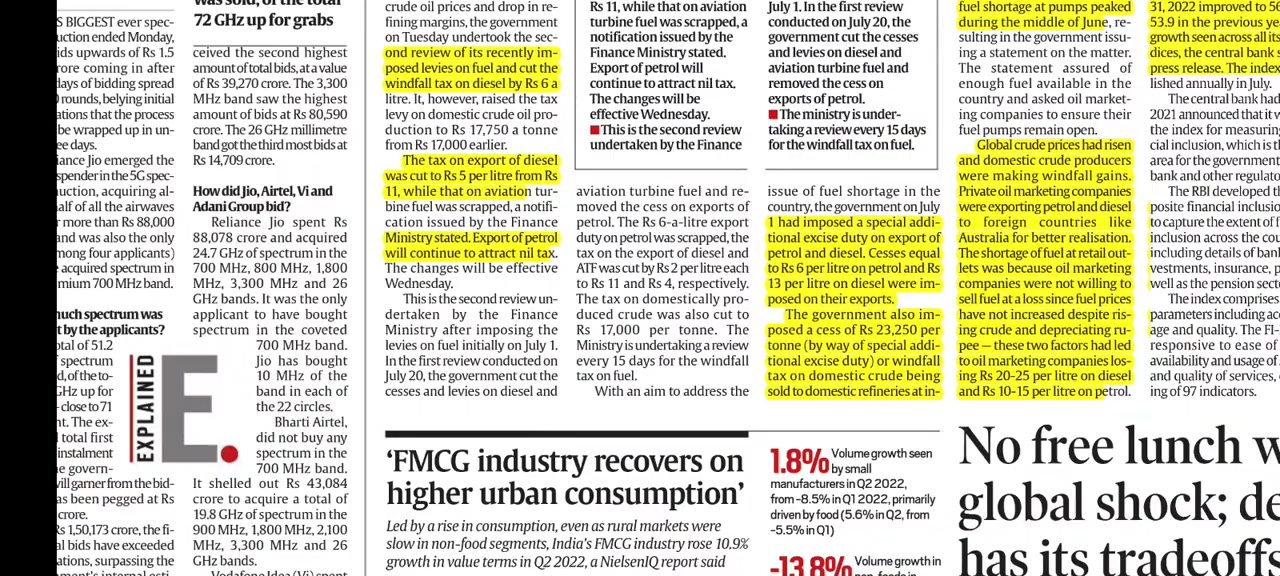 was sold, of the total
72 GHz up for grabs
S BIGGEST ever spec-
uction ended Monday,
ids upwards of Rs 1.5
rore coming in after
days of bidding spread
rounds, belying initial
ations that the process
be wrapped up in un-
ee days.
iance Jio emerged the
spender in the 5G spec-
uction, acquiring al-
half of all the airwaves
r more than Rs 88,000
and was also the only
mong four applicants)
acquired spectrum in
mium 700 MHz band.
much spectrum was
t by the applicants?
otal of 51.2
spectrum
d, of the to-
GHz up for
close to 71
nt. The ex-
total first
instalment
e govern-
vill garner from the bid-
as been pegged at Rs
crore.
Rs 1,50,173 crore, the fi-
al bids have exceeded
ations, surpassing the
ment's internal esti-
ceived the second highest
amount of total bids, at a value
of Rs 39,270 crore. The 3,300
MHz band saw the highest
amount of bids at Rs 80,590
crore. The 26 GHz millimetre
band got the third most bids at
Rs 14,709 crore.
How did Jio, Airtel, Vi and
Adani Group bid?
Reliance Jio spent Rs
88,078 crore and acquired
24.7 GHz of spectrum in the
700 MHz, 800 MHz, 1,800
MHz, 3,300 MHz and 26
GHz bands. It was the only
applicant to have bought
spectrum in the coveted
700 MHz band.
Jio has bought
10 MHz of the
band in each of
the 22 circles.
Bharti Airtel,
did not buy any
spectrum in the
700 MHz band.
It shelled out Rs 43,084
crore to acquire a total of
19.8 GHz of spectrum in the
900 MHz, 1,800 MHz, 2,100
MHz, 3,300 MHz and 26
GHz bands.
Vodafone Idea (Vi) spent
EXPLAINED
E.
crude oil prices and drop in re-
fining margins, the government
on Tuesday undertook the sec-
ond review of its recently im-
posed levies on fuel and cut the
windfall tax on diesel by Rs 6 a
litre. It, however, raised the tax
levy on domestic crude oil pro-
duction to Rs 17,750 a tonne
from Rs 17,000 earlier.
The tax on export of diesel
was cut to Rs 5 per litre from Rs
11, while that on aviation tur-
bine fuel was scrapped, a notifi-
cation issued by the Finance
Ministry stated. Export of petrol
will continue to attract nil tax.
The changes will be effective
Wednesday.
This is the second review un-
dertaken by the Finance
Ministry after imposing the
levies on fuel initially on July 1.
In the first review conducted on
July 20, the government cut the
cesses and levies on diesel and
Rs 11, while that on aviation
turbine fuel was scrapped, a
notification issued by the
Finance Ministry stated.
Export of petrol will
continue to attract nil tax.
The changes will be
effective Wednesday.
This is the second review
undertaken by the Finance
July 1. In the first review
conducted on July 20, the
government cut the cesses
and levies on diesel and
aviation turbine fuel and
removed the cess on
exports of petrol.
The ministry is under-
taking a review every 15 days
for the windfall tax on fuel.
aviation turbine fuel and re-
moved the cess on exports of
petrol. The Rs 6-a-litre export
duty on petrol was scrapped, the
tax on the export of diesel and
ATF was cut by Rs 2 per litre each
to Rs 11 and Rs 4, respectively.
The tax on domestically pro-
duced crude was also cut to
Rs 17,000 per tonne. The
Ministry is undertaking a review
every 15 days for the windfall
tax on fuel.
With an aim to address the
issue of fuel shortage in the
country, the government on July
1 had imposed a special addi-
tional excise duty on export of
petrol and diesel. Cesses equal
to Rs 6 per litre on petrol and Rs
13 per litre on diesel were im-
posed on their exports.
The government also im-
posed a cess of Rs 23,250 per
tonne (by way of special addi-
tional excise duty) or windfall
tax on domestic crude being
sold to domestic refineries at in-
fuel shortage at pumps peaked
during the middle of June, re-
sulting in the government issu-
ing a statement on the matter.
The statement assured of
enough fuel available in the
country and asked oil market-
ing companies to ensure their
fuel pumps remain open.
Global crude prices had risen
and domestic crude producers
were making windfall gains.
Private oil marketing companies
were exporting petrol and diesel
to foreign countries like
Australia for better realisation.
The shortage of fuel at retail out-
lets was because oil marketing
companies were not willing to
sell fuel at a loss since fuel prices
have not increased despite ris-
ing crude and depreciating ru-
pee — these two factors had led
to oil marketing companies los-
ing Rs 20-25 per litre on diesel
and Rs 10-15 per litre on petrol.
31, 2022 improved to 56
53.9 in the previous yea
growth seen across all its
dices, the central bank s
press release. The index
lished annually in July.
The central bank had
2021 announced that it w
the index for measuring
cial inclusion, which is th
area for the government
bank and other regulato
The RBI developed th
posite financial inclusio
to capture the extent of f
inclusion across the cou
including details of bank
vestments, insurance, p
well as the pension secto
The index comprises
parameters including acc
age and quality. The FI-
responsive to ease of
availability and usage of
and quality of services,
ing of 97 indicators.
'FMCG industry recovers on
higher urban consumption'
Led by a rise in consumption, even as rural markets were
slow in non-food segments, India's FMCG industry rose 10.9%
growth in value terms in Q2 2022, a NielsenIQ report said
1.8% Volume growth seen
by small
manufacturers in Q2 2022,
from -8.5% in Q1 2022, primarily
driven by food (5.6% in Q2, from
-5.5% in Q1)
-13.8% Volume growth in
non-foods in
No free lunch w
global shock; de
has its tradeoffs